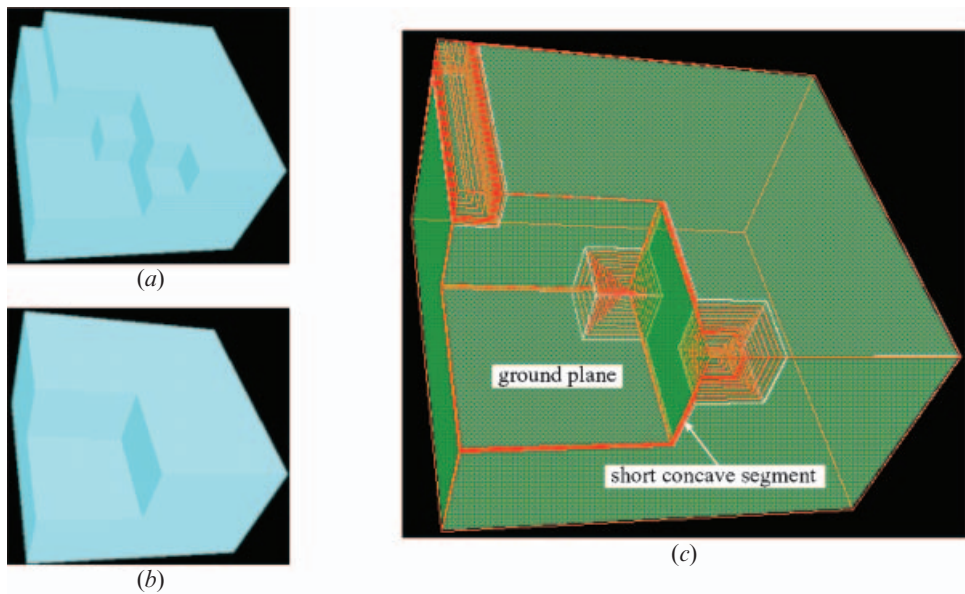 (a)
(b)
ground plane
short concave segment
(c)